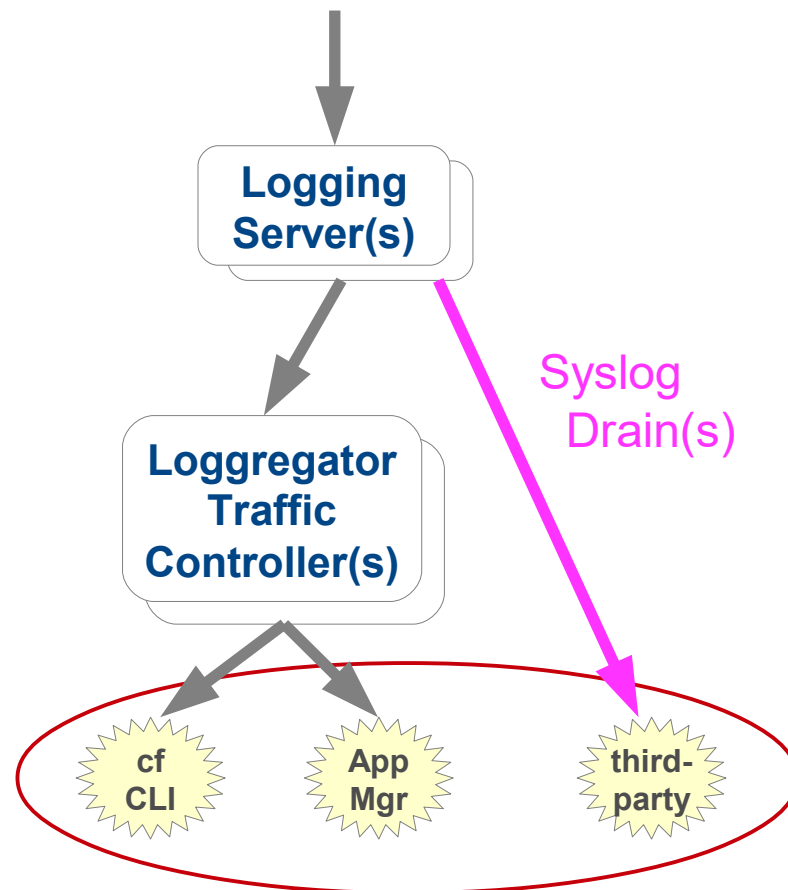 Logging
Server(s)
Syslog
Drain(s)
Loggregator
Traffic
Controller(s)
cf
CLI
App
Mgr
third-
party